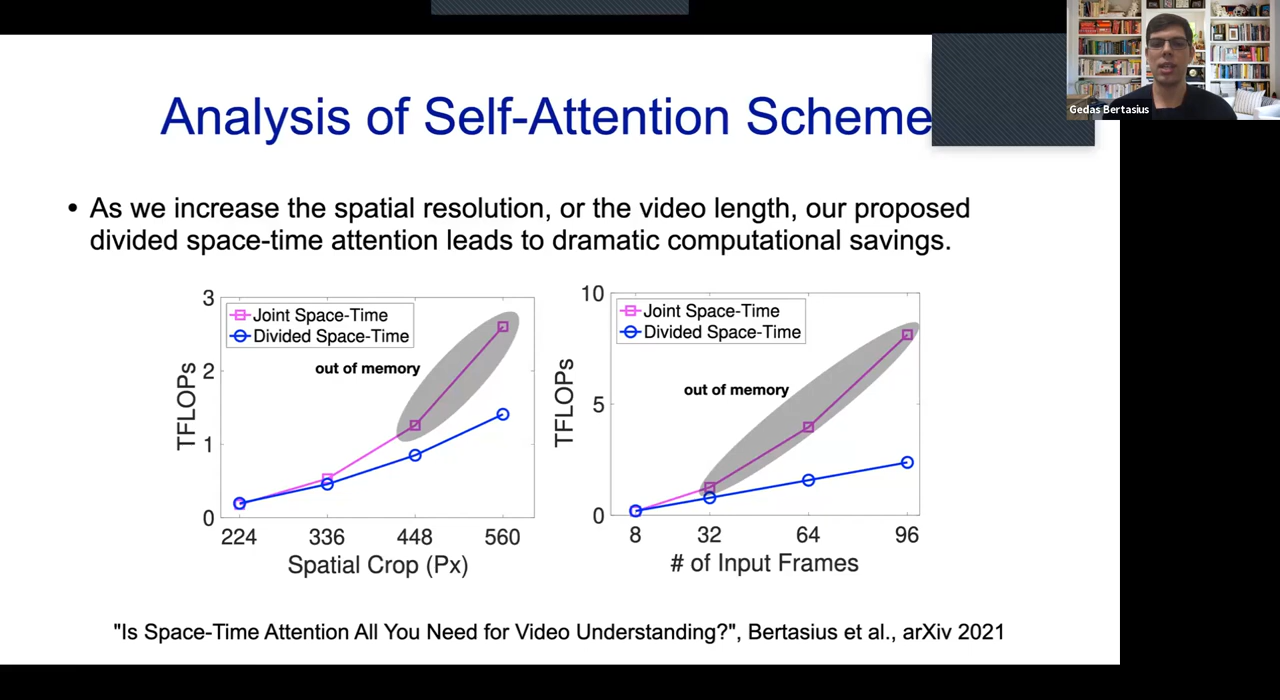 Gedas Bertasius
Analysis of Self-Attention Scheme
• As we increase the spatial resolution, or the video length, our proposed
divided space-time attention leads to dramatic computational savings.
3
2
1
0
TFLOPs
Joint Space-Time
Divided Space-Time
out of memory
224 336 448 560
Spatial Crop (Px)
10
5
0
TFLOPs
Joint Space-Time
Divided Space-Time
out of memory
8 32 64 96
# of Input Frames
"Is Space-Time Attention All You Need for Video Understanding?", Bertasius et al., arXiv 2021